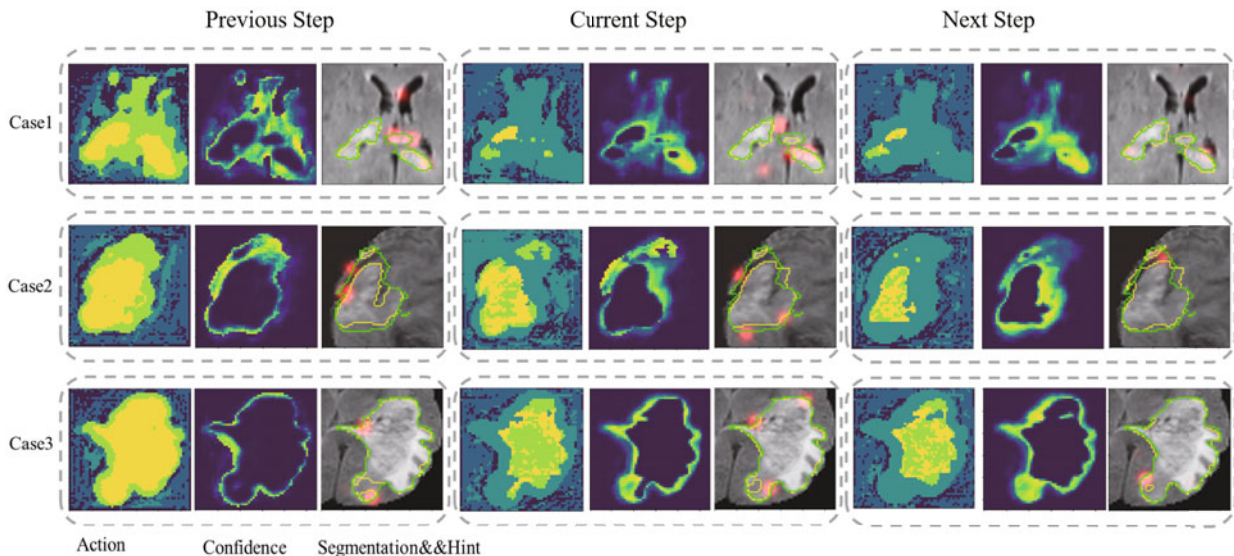 Previous Step Current Step Next Step
Case1
Case2
Case3
Action Confidence Segmentation&&Hint